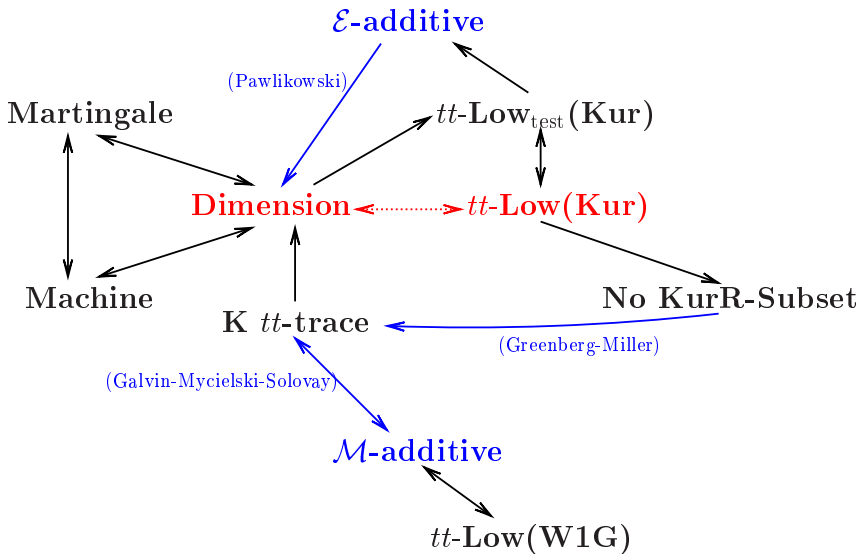 ℰ-additive
(Pawlikowski)
Martingale
tt-Low_test(Kur)
Dimension
tt-Low(Kur)
Machine
No KurR-Subset
K tt-trace
(Greenberg-Miller)
(Galvin-Mycielski-Solovay)
ℳ-additive
tt-Low(W1G)